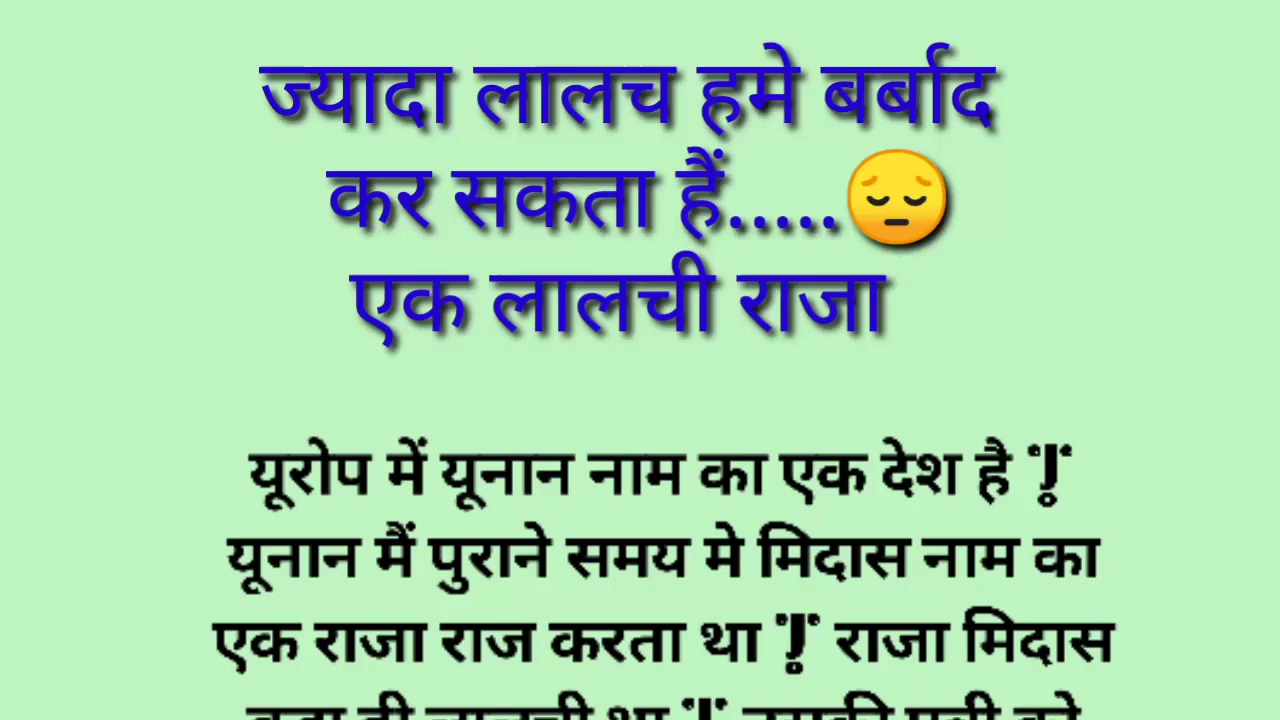 ज्यादा लालच हमे बर्बाद
कर सकता हैं.....😔
एक लालची राजा
यूरोप में यूनान नाम का एक देश है
यूनान मैं पुराने समय मे मिदास नाम का
एक राजा राज करता था राजा मिदास